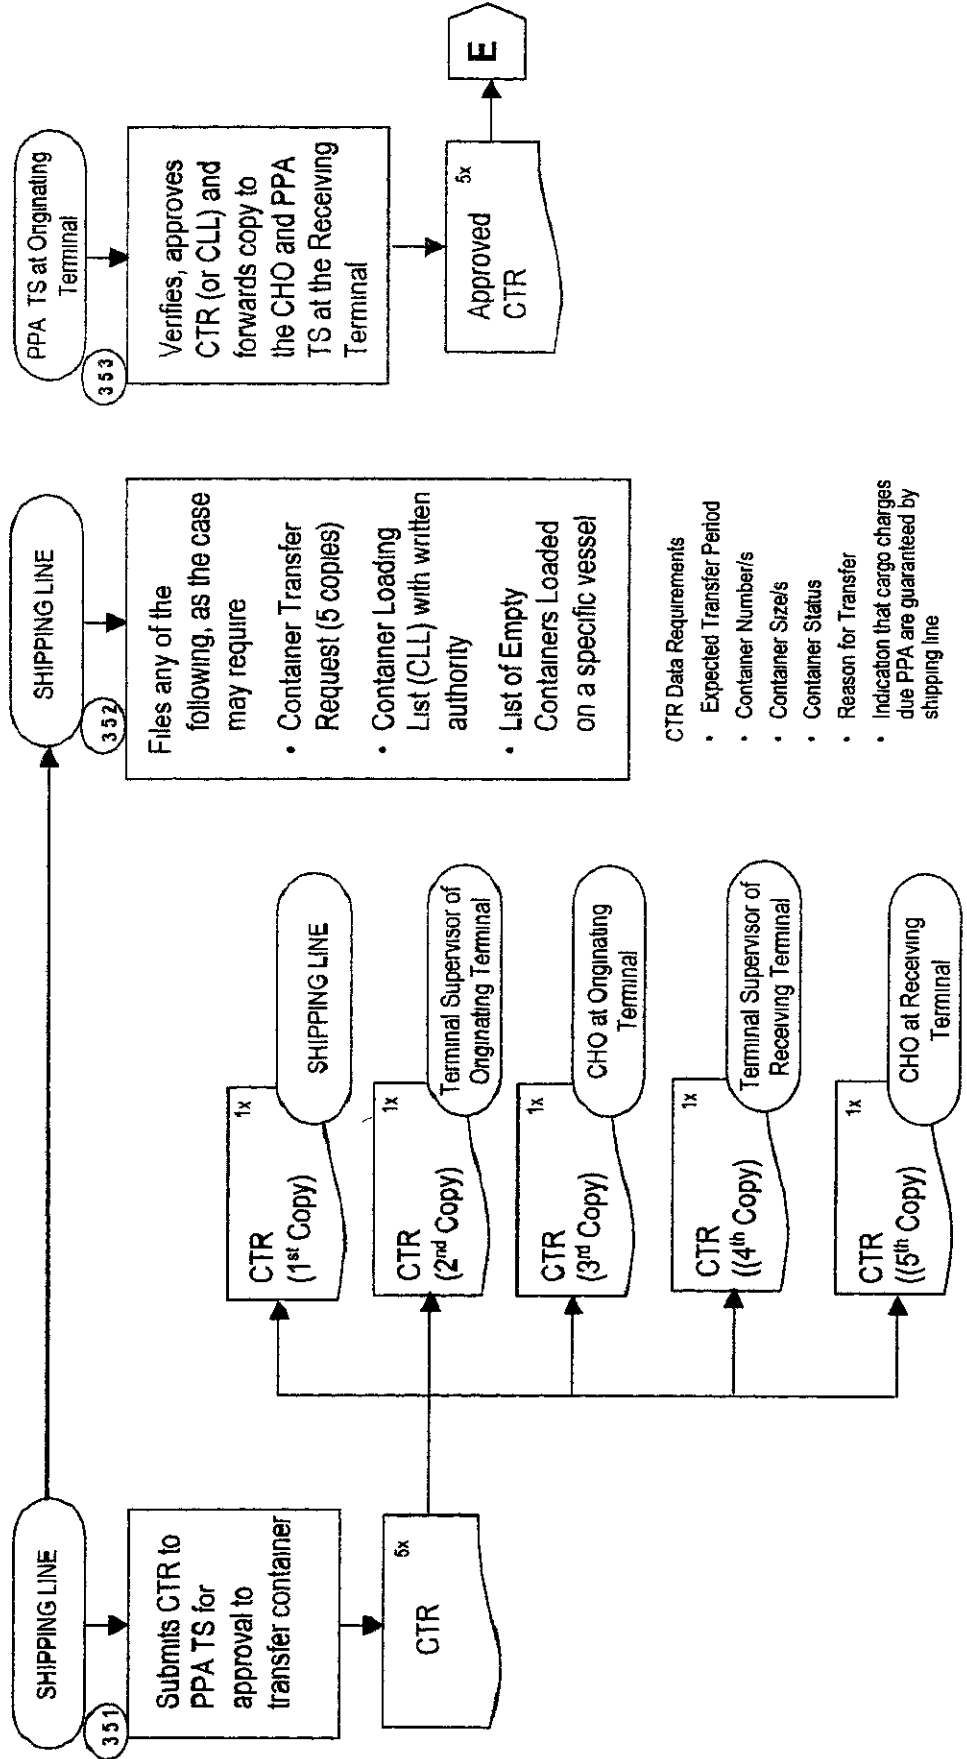 SHIPPING LINE
351
Submits CTR to
PPA TS for
approval to
transfer container
CTR
5x
CTR
(1st Copy)
1x
SHIPPING LINE
CTR
(2nd Copy)
1x
Terminal Supervisor of
Originating Terminal
CTR
(3rd Copy)
1x
CHO at Originating
Terminal
CTR
((4th Copy)
1x
Terminal Supervisor of
Receiving Terminal
CTR
((5th Copy)
1x
CHO at Receiving
Terminal
SHIPPING LINE
352
Files any of the
following, as the case
may require
• Container Transfer
Request (5 copies)
• Container Loading
List (CLL) with written
authority
• List of Empty
Containers Loaded
on a specific vessel
CTR Data Requirements
• Expected Transfer Period
• Container Number/s
• Container Size/s
• Container Status
• Reason for Transfer
• Indication that cargo charges
due PPA are guaranteed by
shipping line
PPA TS at Originating
Terminal
353
Verifies, approves
CTR (or CLL) and
forwards copy to
the CHO and PPA
TS at the Receiving
Terminal
Approved
CTR
5x
E